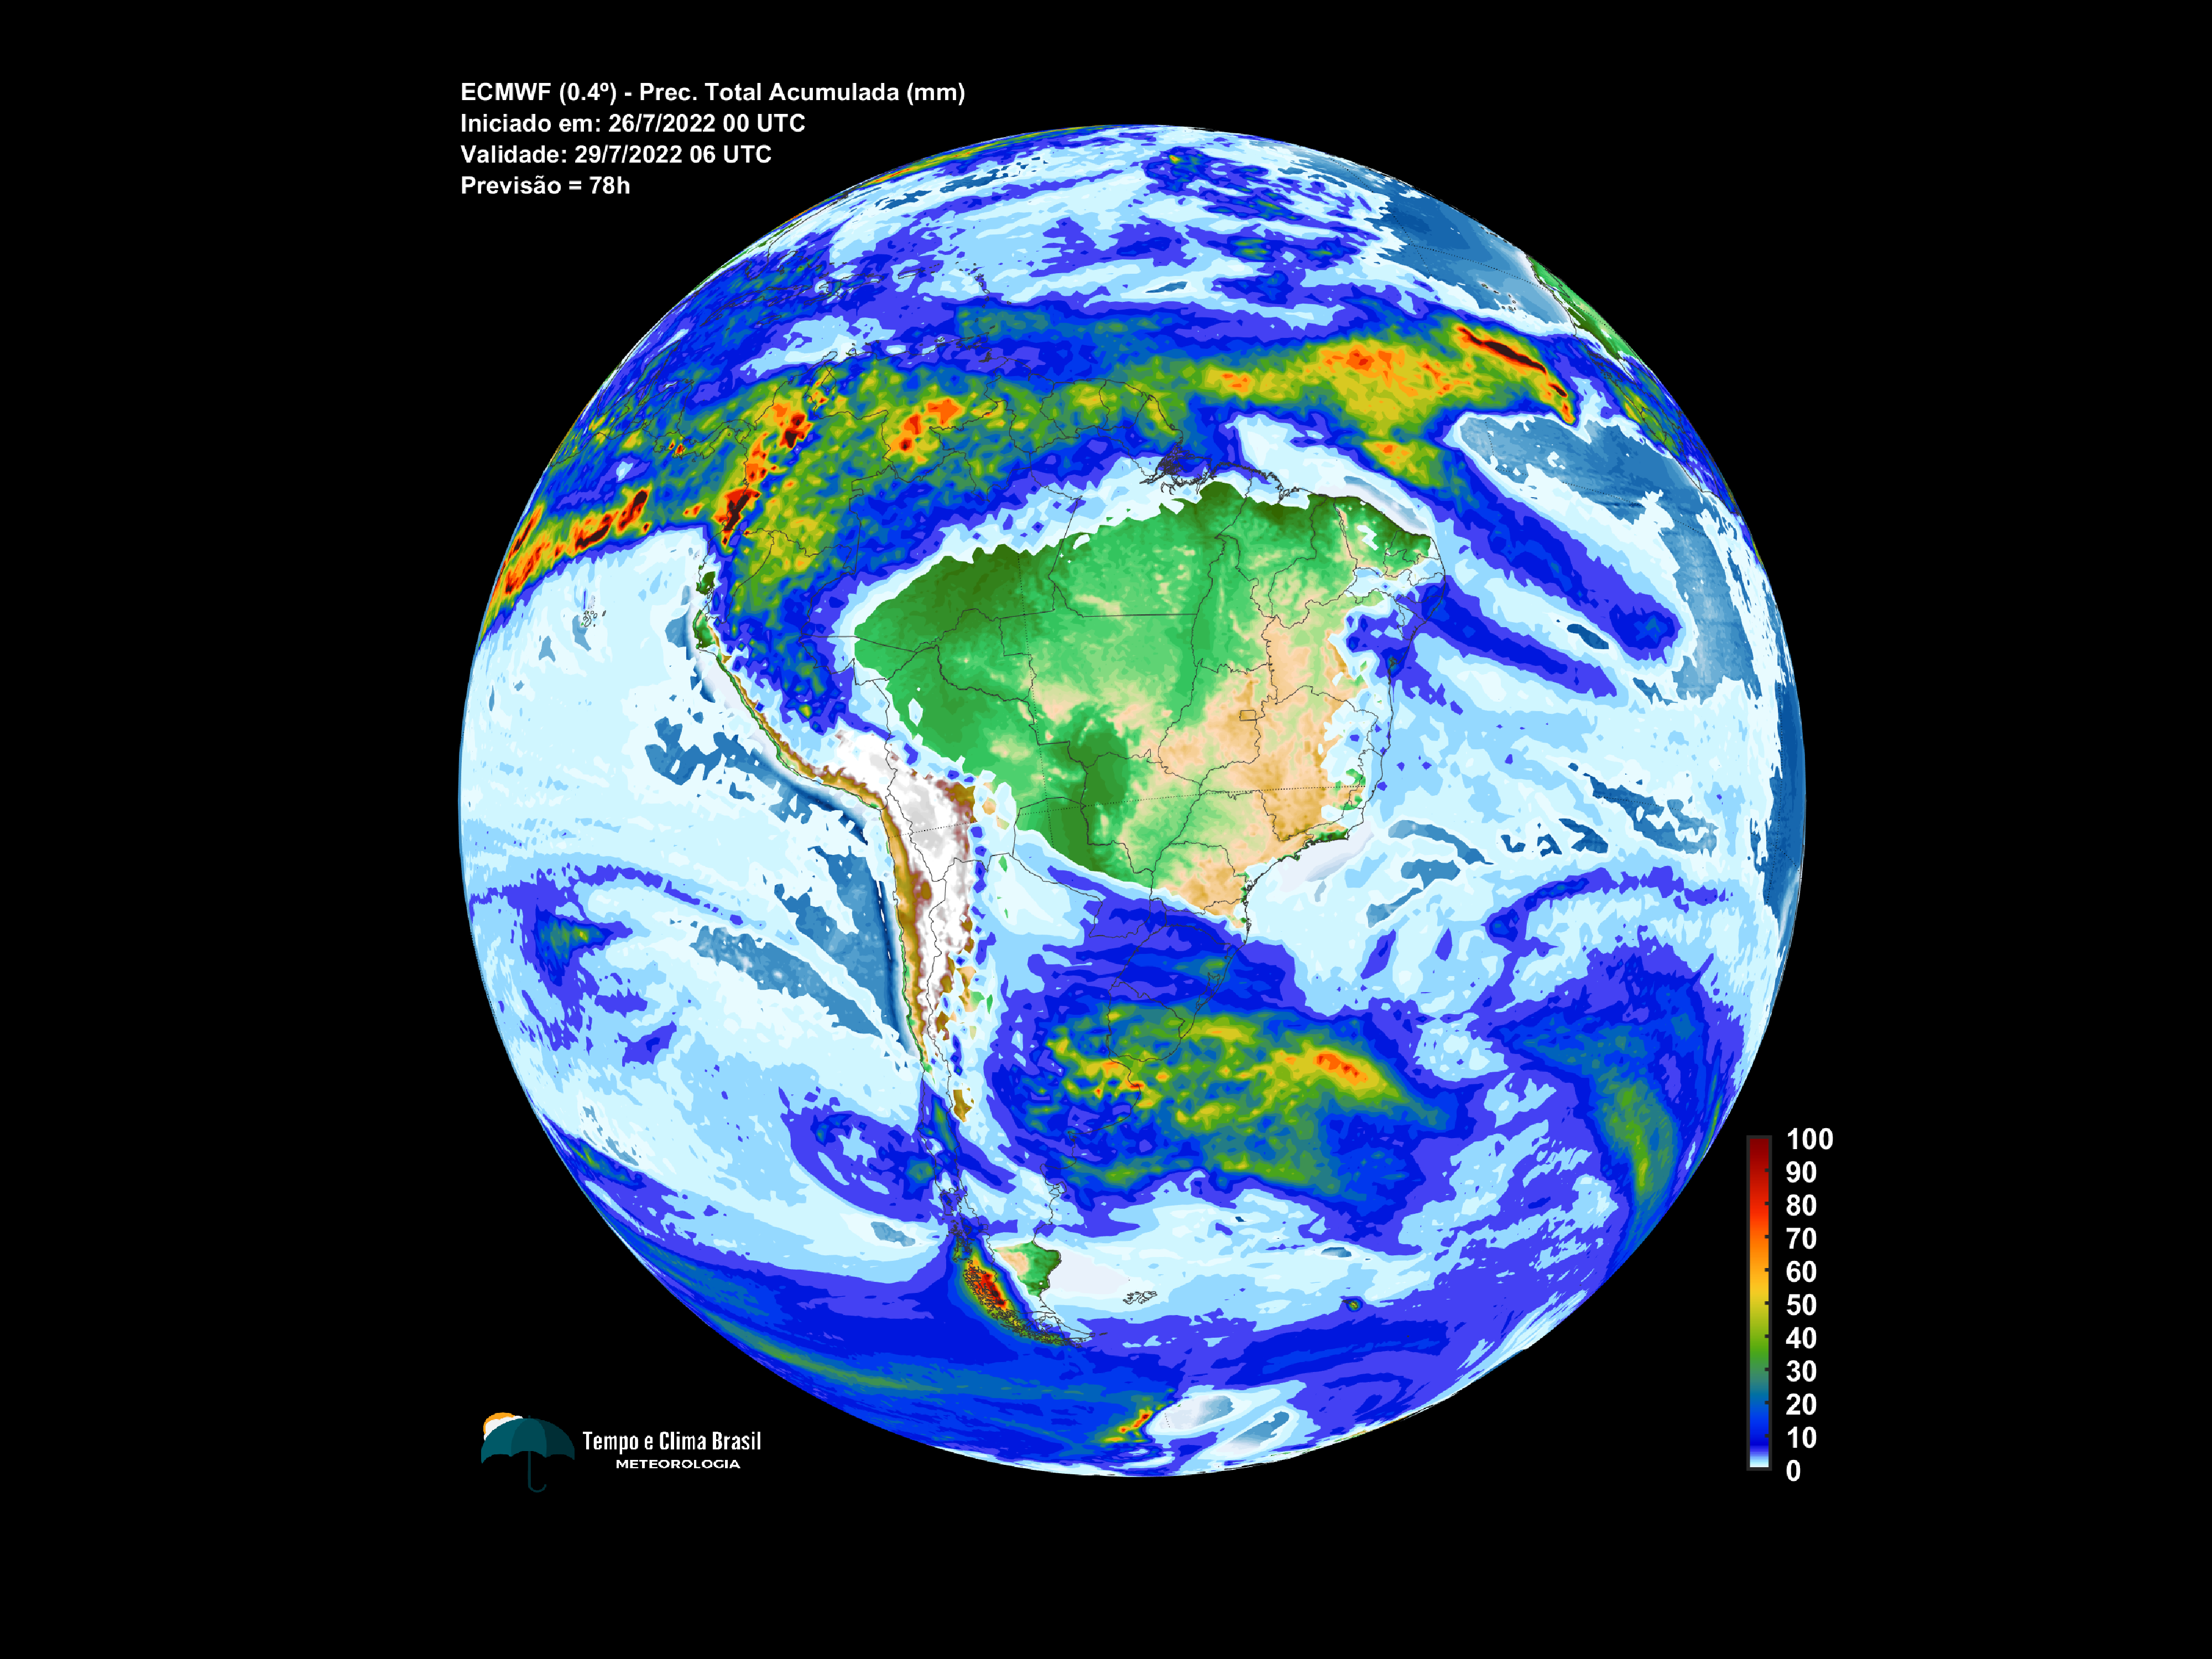 ECMWF (0.4º) - Prec. Total Acumulada (mm)
Iniciado em: 26/7/2022 00 UTC
Validade: 29/7/2022 06 UTC
Previsão = 78h
100
90
80
70
60
50
40
30
20
10
0
Tempo e Clima Brasil
METEOROLOGIA